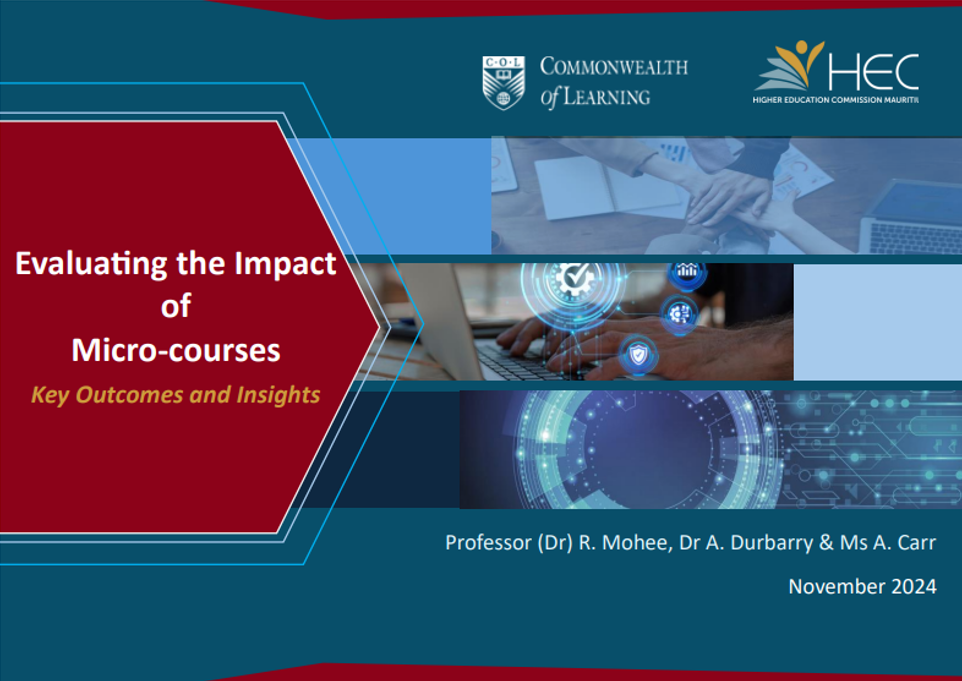 C·O·L
COMMONWEALTH
of LEARNING
HEC
HIGHER EDUCATION COMMISSION
Evaluating the Impact
of
Micro-courses
Key Outcomes and Insights
Professor (Dr) R. Mohee, Dr A. Durbarry & Ms A. Carr
November 2024